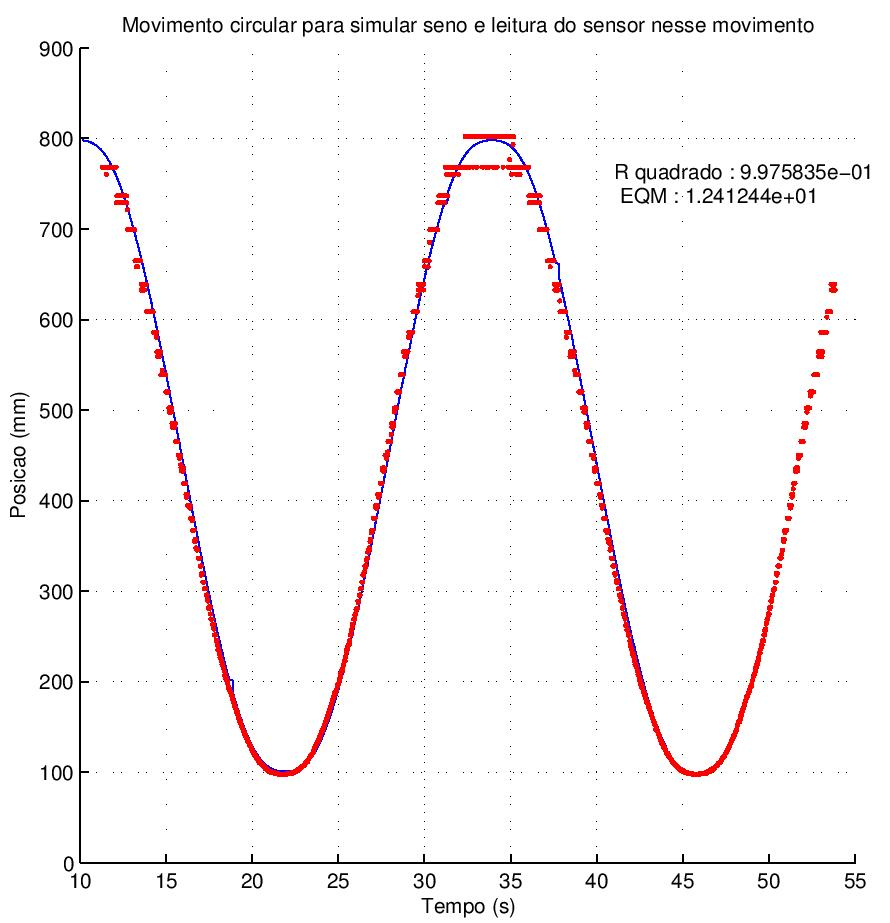 Movimento circular para simular seno e leitura do sensor nesse movimento
900
800
700
600
500
400
300
200
100
0
Posicao (mm)
R quadrado : 9.975835e−01
EQM : 1.241244e+01
10 15 20 25 30 35 40 45 50 55
Tempo (s)